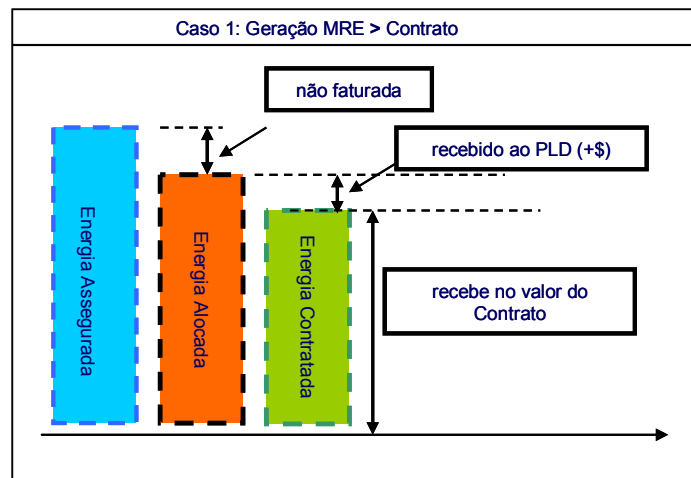 Caso 1: Geração MRE > Contrato
não faturada
recebido ao PLD (+$)
Energia Assegurada
Energia Alocada
Energia Contratada
recebe no valor do
Contrato